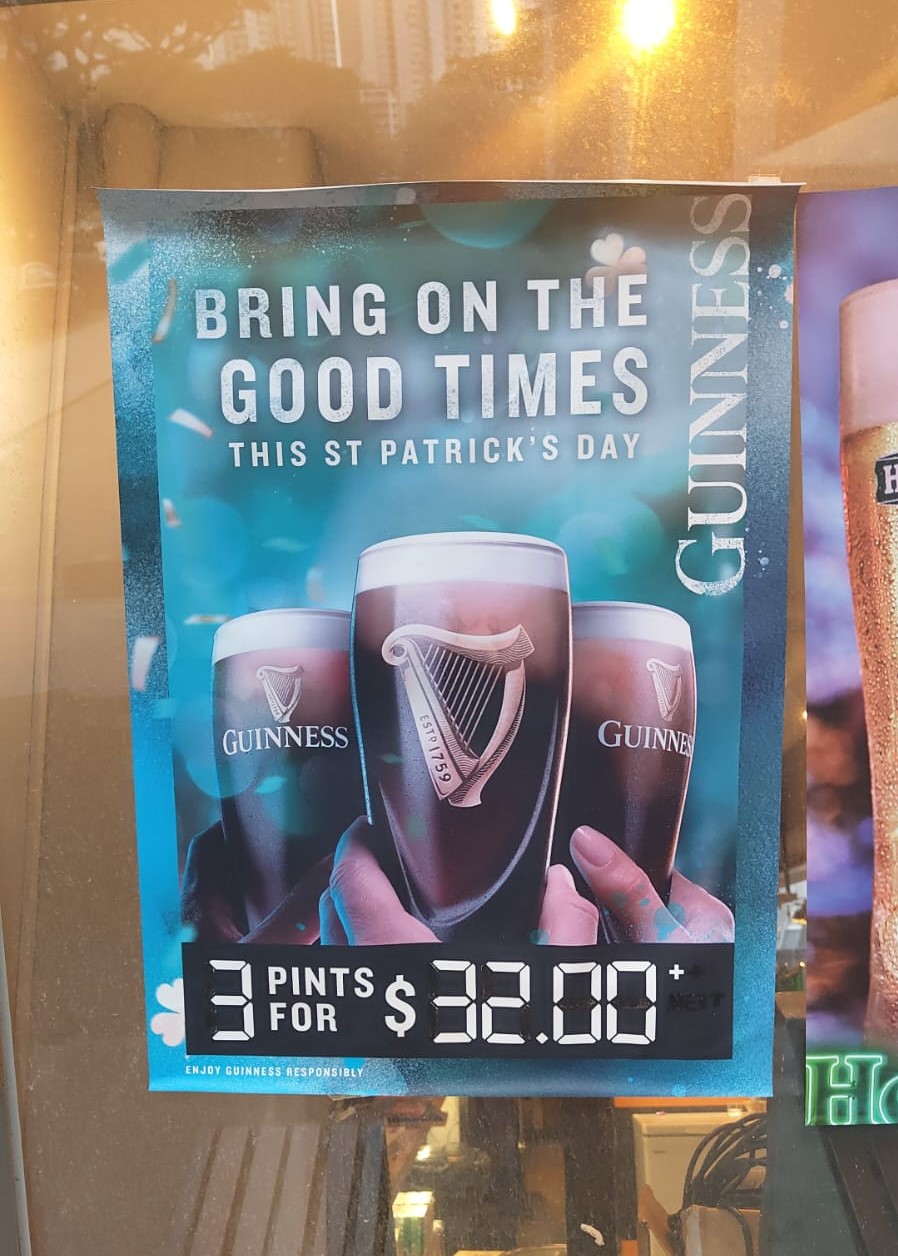 BRING ON THE
GOOD TIMES
THIS ST PATRICK'S DAY
GUINNESS
GUINNESS
ESTD 1759
GUINNES
3 PINTS
FOR $32.00+
ENJOY GUINNESS RESPONSIBLY